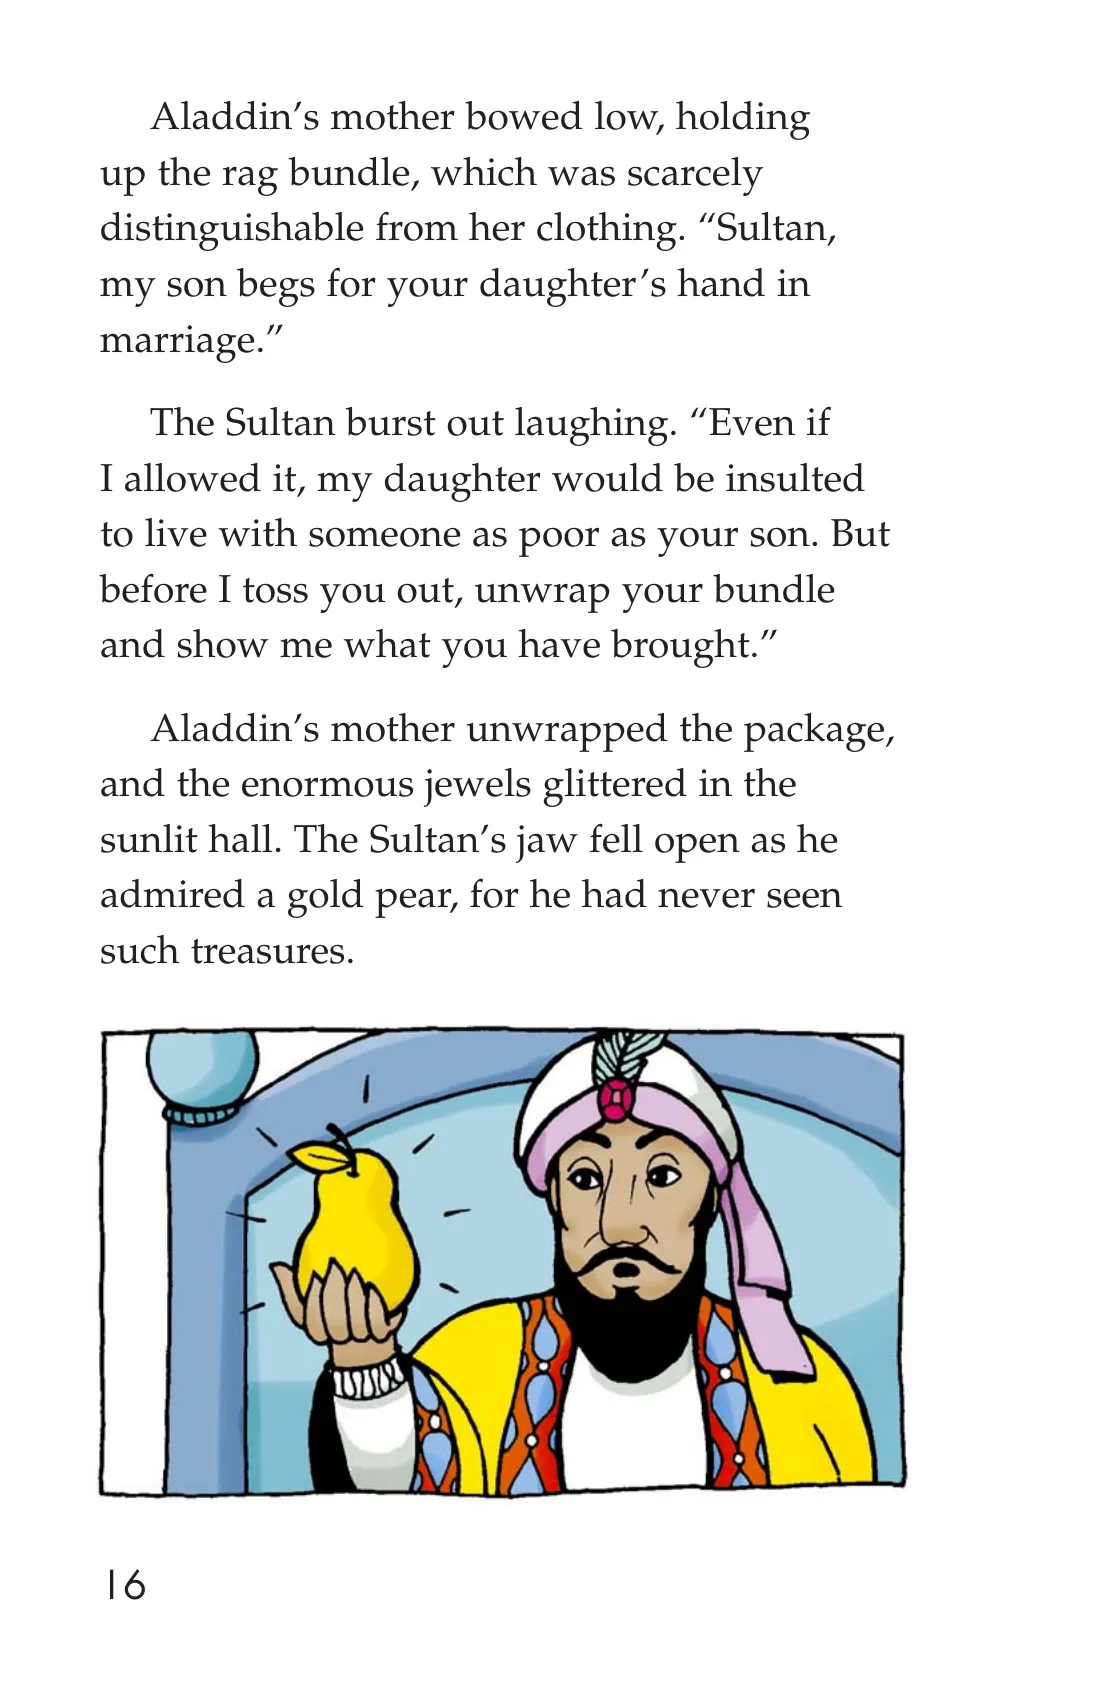 Aladdin’s mother bowed low, holding
up the rag bundle, which was scarcely
distinguishable from her clothing. “Sultan,
my son begs for your daughter’s hand in
marriage.”
The Sultan burst out laughing. “Even if
I allowed it, my daughter would be insulted
to live with someone as poor as your son. But
before I toss you out, unwrap your bundle
and show me what you have brought.”
Aladdin’s mother unwrapped the package,
and the enormous jewels glittered in the
sunlit hall. The Sultan’s jaw fell open as he
admired a gold pear, for he had never seen
such treasures.
16